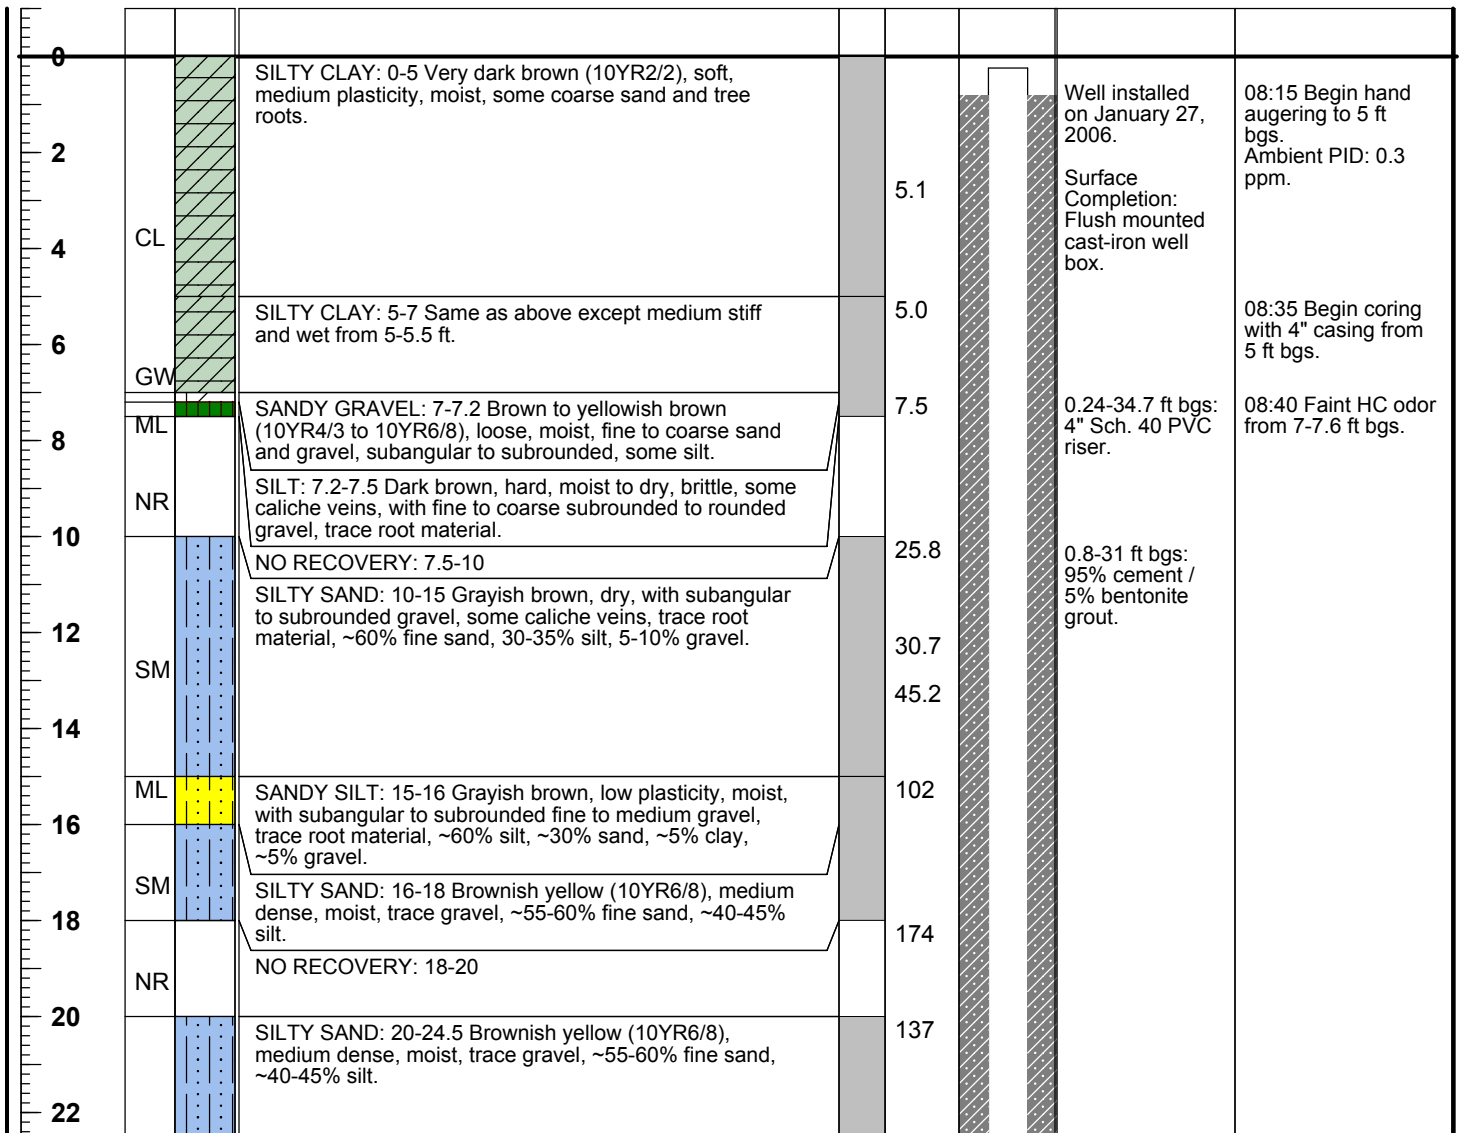 0
SILTY CLAY: 0-5 Very dark brown (10YR2/2), soft,
medium plasticity, moist, some coarse sand and tree
roots.
Well installed
on January 27,
2006.
Surface
Completion:
Flush mounted
cast-iron well
box.
08:15 Begin hand
augering to 5 ft
bgs.
Ambient PID: 0.3
ppm.
2
5.1
CL
4
SILTY CLAY: 5-7 Same as above except medium stiff
and wet from 5-5.5 ft.
5.0
08:35 Begin coring
with 4" casing from
5 ft bgs.
6
GW
SANDY GRAVEL: 7-7.2 Brown to yellowish brown
(10YR4/3 to 10YR6/8), loose, moist, fine to coarse sand
and gravel, subangular to subrounded, some silt.
7.5
0.24-34.7 ft bgs:
4" Sch. 40 PVC
riser.
08:40 Faint HC odor
from 7-7.6 ft bgs.
ML
8
SILT: 7.2-7.5 Dark brown, hard, moist to dry, brittle, some
caliche veins, with fine to coarse subrounded to rounded
gravel, trace root material.
NR
10
NO RECOVERY: 7.5-10
25.8
0.8-31 ft bgs:
95% cement /
5% bentonite
grout.
SILTY SAND: 10-15 Grayish brown, dry, with subangular
to subrounded gravel, some caliche veins, trace root
material, ~60% fine sand, 30-35% silt, 5-10% gravel.
12
30.7
SM
45.2
14
ML
SANDY SILT: 15-16 Grayish brown, low plasticity, moist,
with subangular to subrounded fine to medium gravel,
trace root material, ~60% silt, ~30% sand, ~5% clay,
~5% gravel.
102
16
SM
SILTY SAND: 16-18 Brownish yellow (10YR6/8), medium
dense, moist, trace gravel, ~55-60% fine sand, ~40-45%
silt.
18
174
NO RECOVERY: 18-20
NR
20
SILTY SAND: 20-24.5 Brownish yellow (10YR6/8),
medium dense, moist, trace gravel, ~55-60% fine sand,
~40-45% silt.
137
22